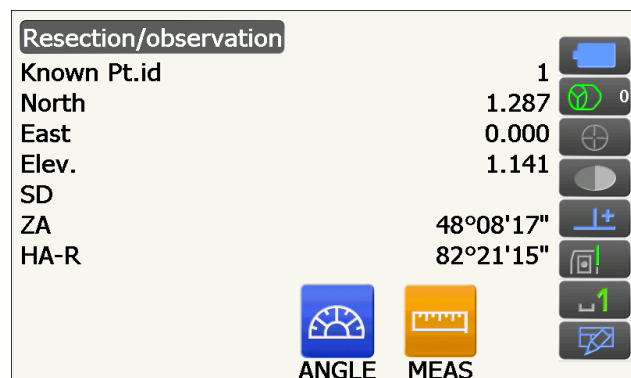 Resection/observation
Known Pt.id 1
North 1.287
East 0.000
Elev. 1.141
SD
ZA 48°08'17"
HA-R 82°21'15"
0
1
ANGLE MEAS